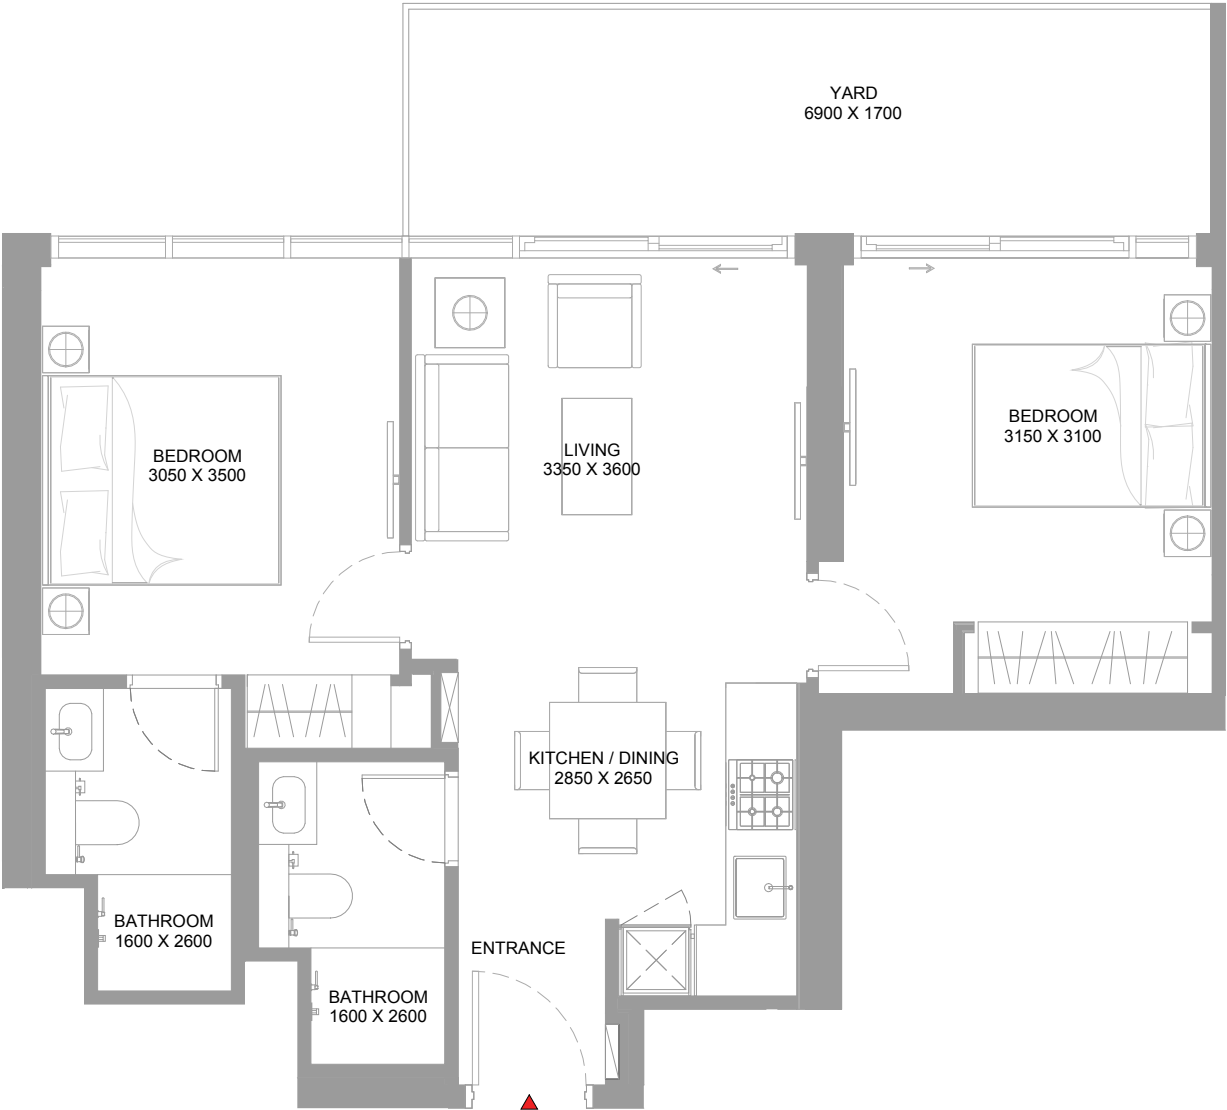 YARD
6900 X 1700
BEDROOM
3050 X 3500
LIVING
3350 X 3600
BEDROOM
3150 X 3100
KITCHEN / DINING
2850 X 2650
BATHROOM
1600 X 2600
ENTRANCE
BATHROOM
1600 X 2600